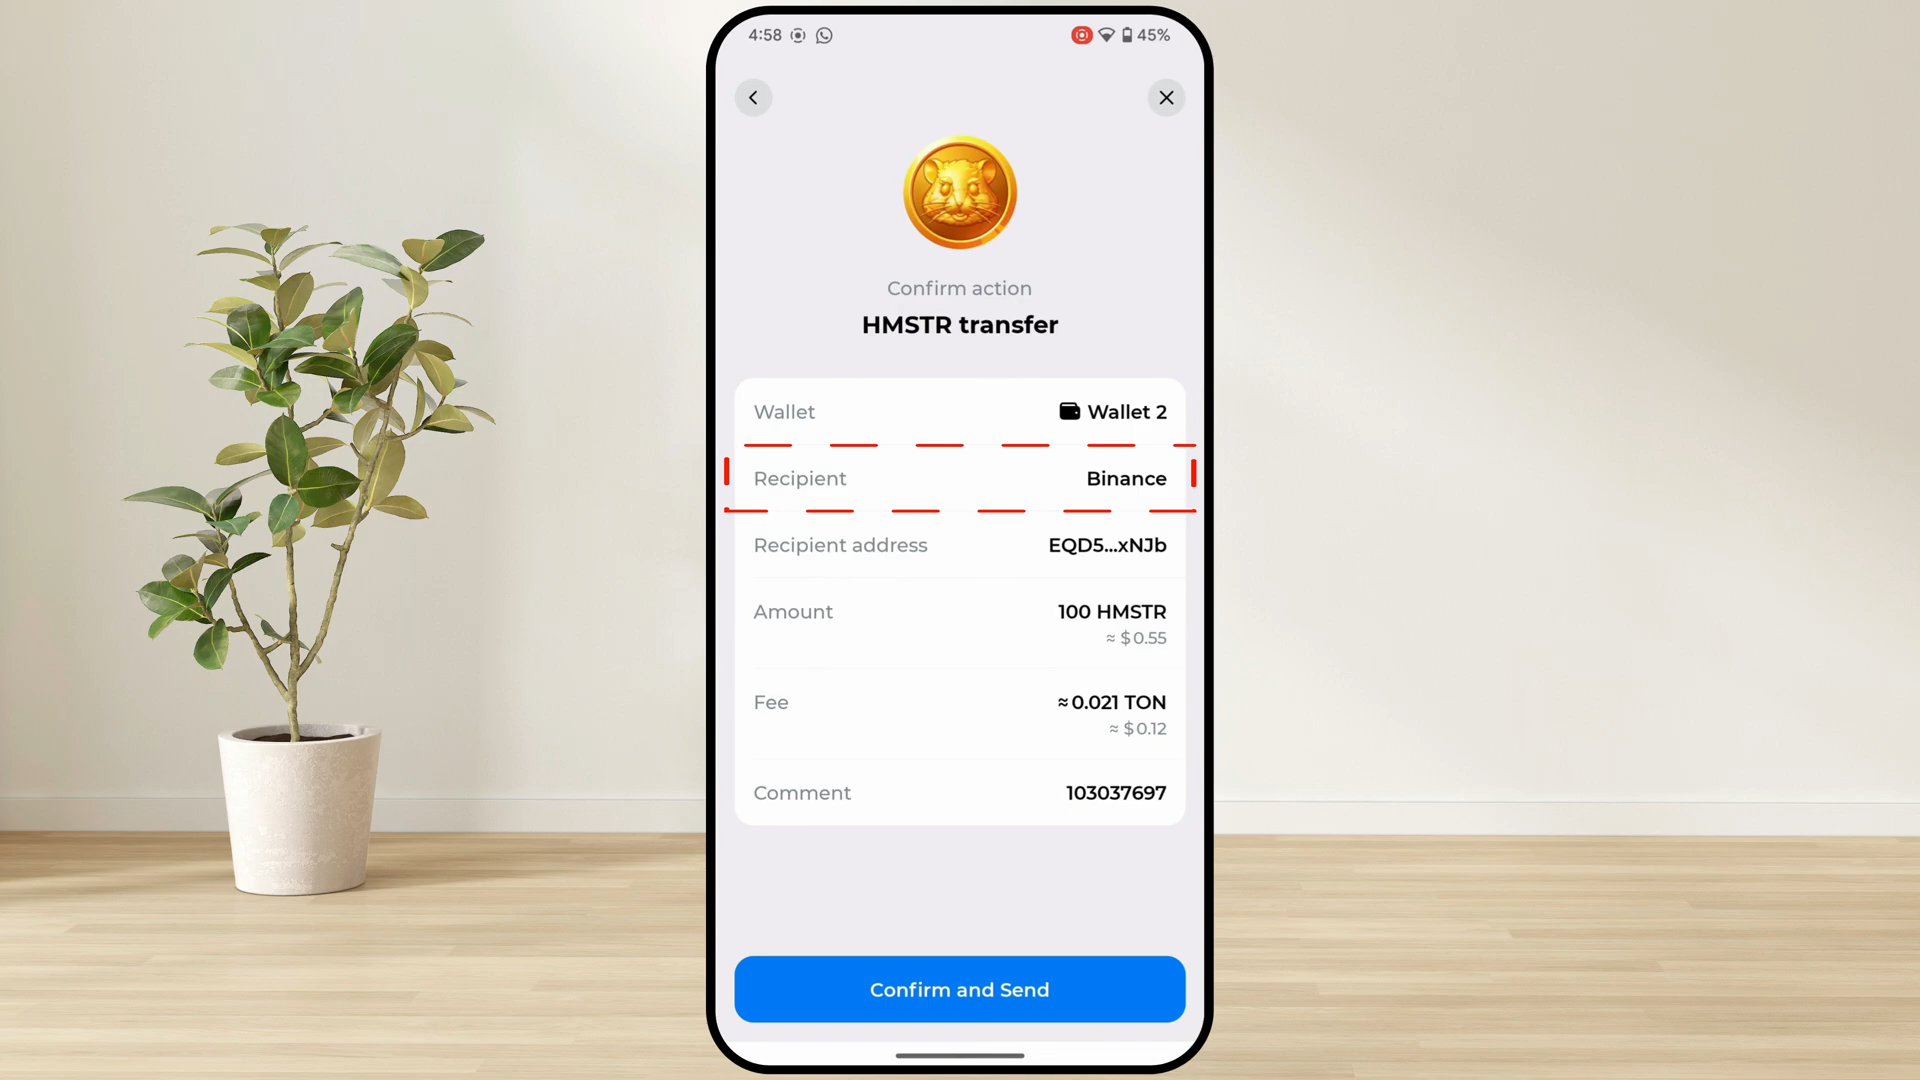 4:58 45%
Confirm action
HMSTR transfer
Wallet Wallet 2
Recipient Binance
Recipient address EQD5...xNJb
Amount 100 HMSTR
≈ $0.55
Fee ≈0.021 TON
≈ $0.12
Comment 103037697
Confirm and Send